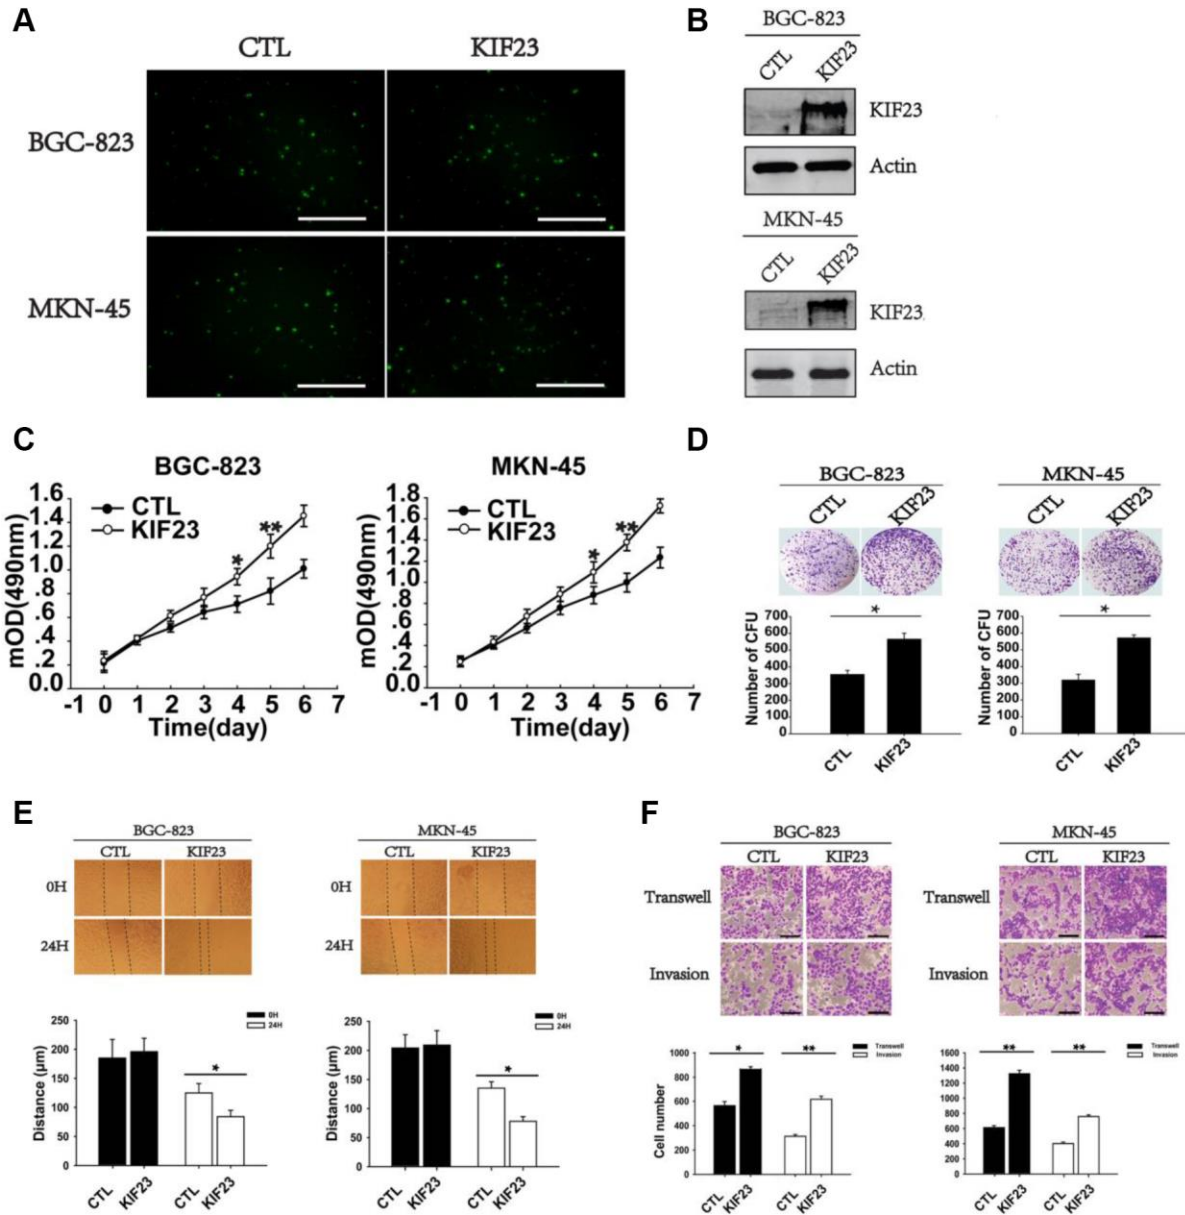 A
CTL KIF23
BGC-823
MKN-45
B
BGC-823
CTL KIF23
KIF23
Actin
MKN-45
CTL KIF23
KIF23
Actin
C
BGC-823
CTL
KIF23
* **
mOD(490nm)
1.6
1.4
1.2
1.0
.8
.6
.4
.2
0.0
-1 0 1 2 3 4 5 6 7
Time(day)
MKN-45
CTL
KIF23
* **
mOD(490nm)
1.8
1.6
1.4
1.2
1.0
.8
.6
.4
.2
0.0
-1 0 1 2 3 4 5 6 7
Time(day)
D
BGC-823
CTL KIF23
*
Number of CFU
700
600
500
400
300
200
100
0
CTL KIF23
MKN-45
CTL KIF23
*
Number of CFU
700
600
500
400
300
200
100
0
CTL KIF23
E
BGC-823
CTL KIF23
0H
24H
0H
24H
*
Distance (μm)
250
200
150
100
50
0
CTL KIF23 CTL KIF23
MKN-45
CTL KIF23
0H
24H
0H
24H
*
Distance (μm)
250
200
150
100
50
0
CTL KIF23 CTL KIF23
F
BGC-823
CTL KIF23
Transwell
Invasion
Transwell
Invasion
* **
Cell number
1000
800
600
400
200
0
CTL KIF23 CTL KIF23
MKN-45
CTL KIF23
Transwell
Invasion
Transwell
Invasion
** **
1600
1400
1200
1000
800
600
400
200
0
CTL KIF23 CTL KIF23